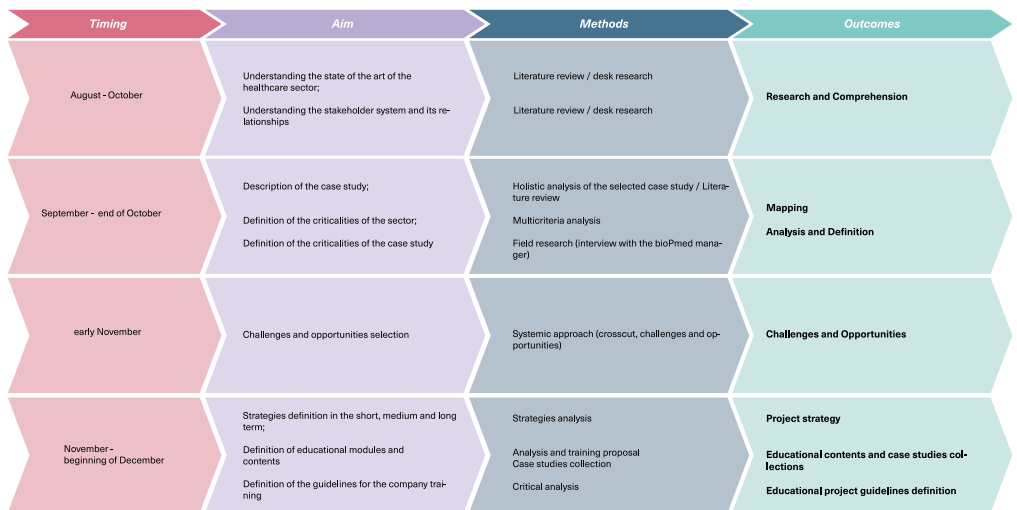 Timing
Aim
Methods
Outcomes
August - October
Understanding the state of the art of the
healthcare sector;
Understanding the stakeholder system and its re-
lationships
Literature review / desk research
Literature review / desk research
Research and Comprehension
September - end of October
Description of the case study;
Definition of the criticalities of the sector;
Definition of the criticalities of the case study
Holistic analysis of the selected case study / Litera-
ture review
Multicriteria analysis
Field research (interview with the bioPmed mana-
ger)
Mapping
Analysis and Definition
early November
Challenges and opportunities selection
Systemic approach (crosscut, challenges and op-
portunities)
Challenges and Opportunities
November -
beginning of December
Strategies definition in the short, medium and long
term;
Definition of educational modules and
contents
Definition of the guidelines for the company trai-
ning
Strategies analysis
Analysis and training proposal
Case studies collection
Critical analysis
Project strategy
Educational contents and case studies col-
lections
Educational project guidelines definition